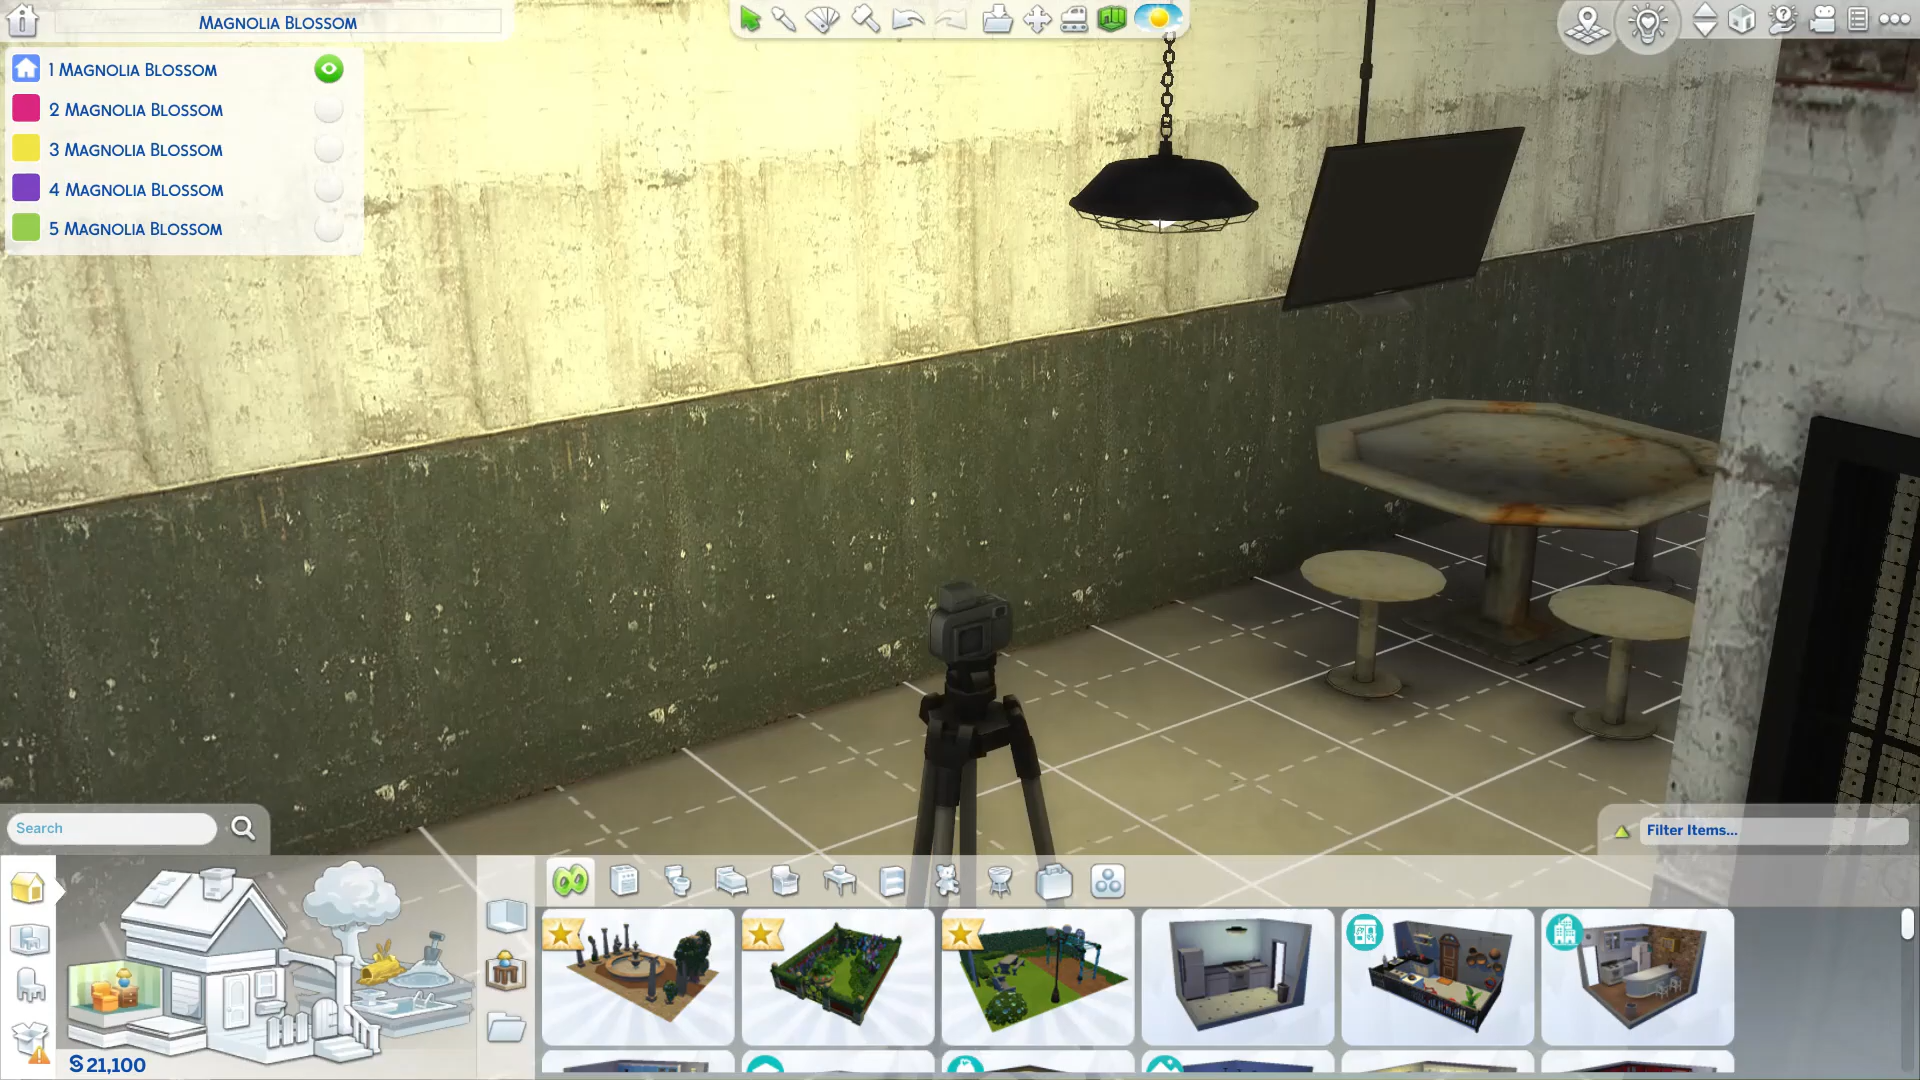 MAGNOLIA BLOSSOM
1 MAGNOLIA BLOSSOM
2 MAGNOLIA BLOSSOM
3 MAGNOLIA BLOSSOM
4 MAGNOLIA BLOSSOM
5 MAGNOLIA BLOSSOM
Search
Filter Items...
§21,100